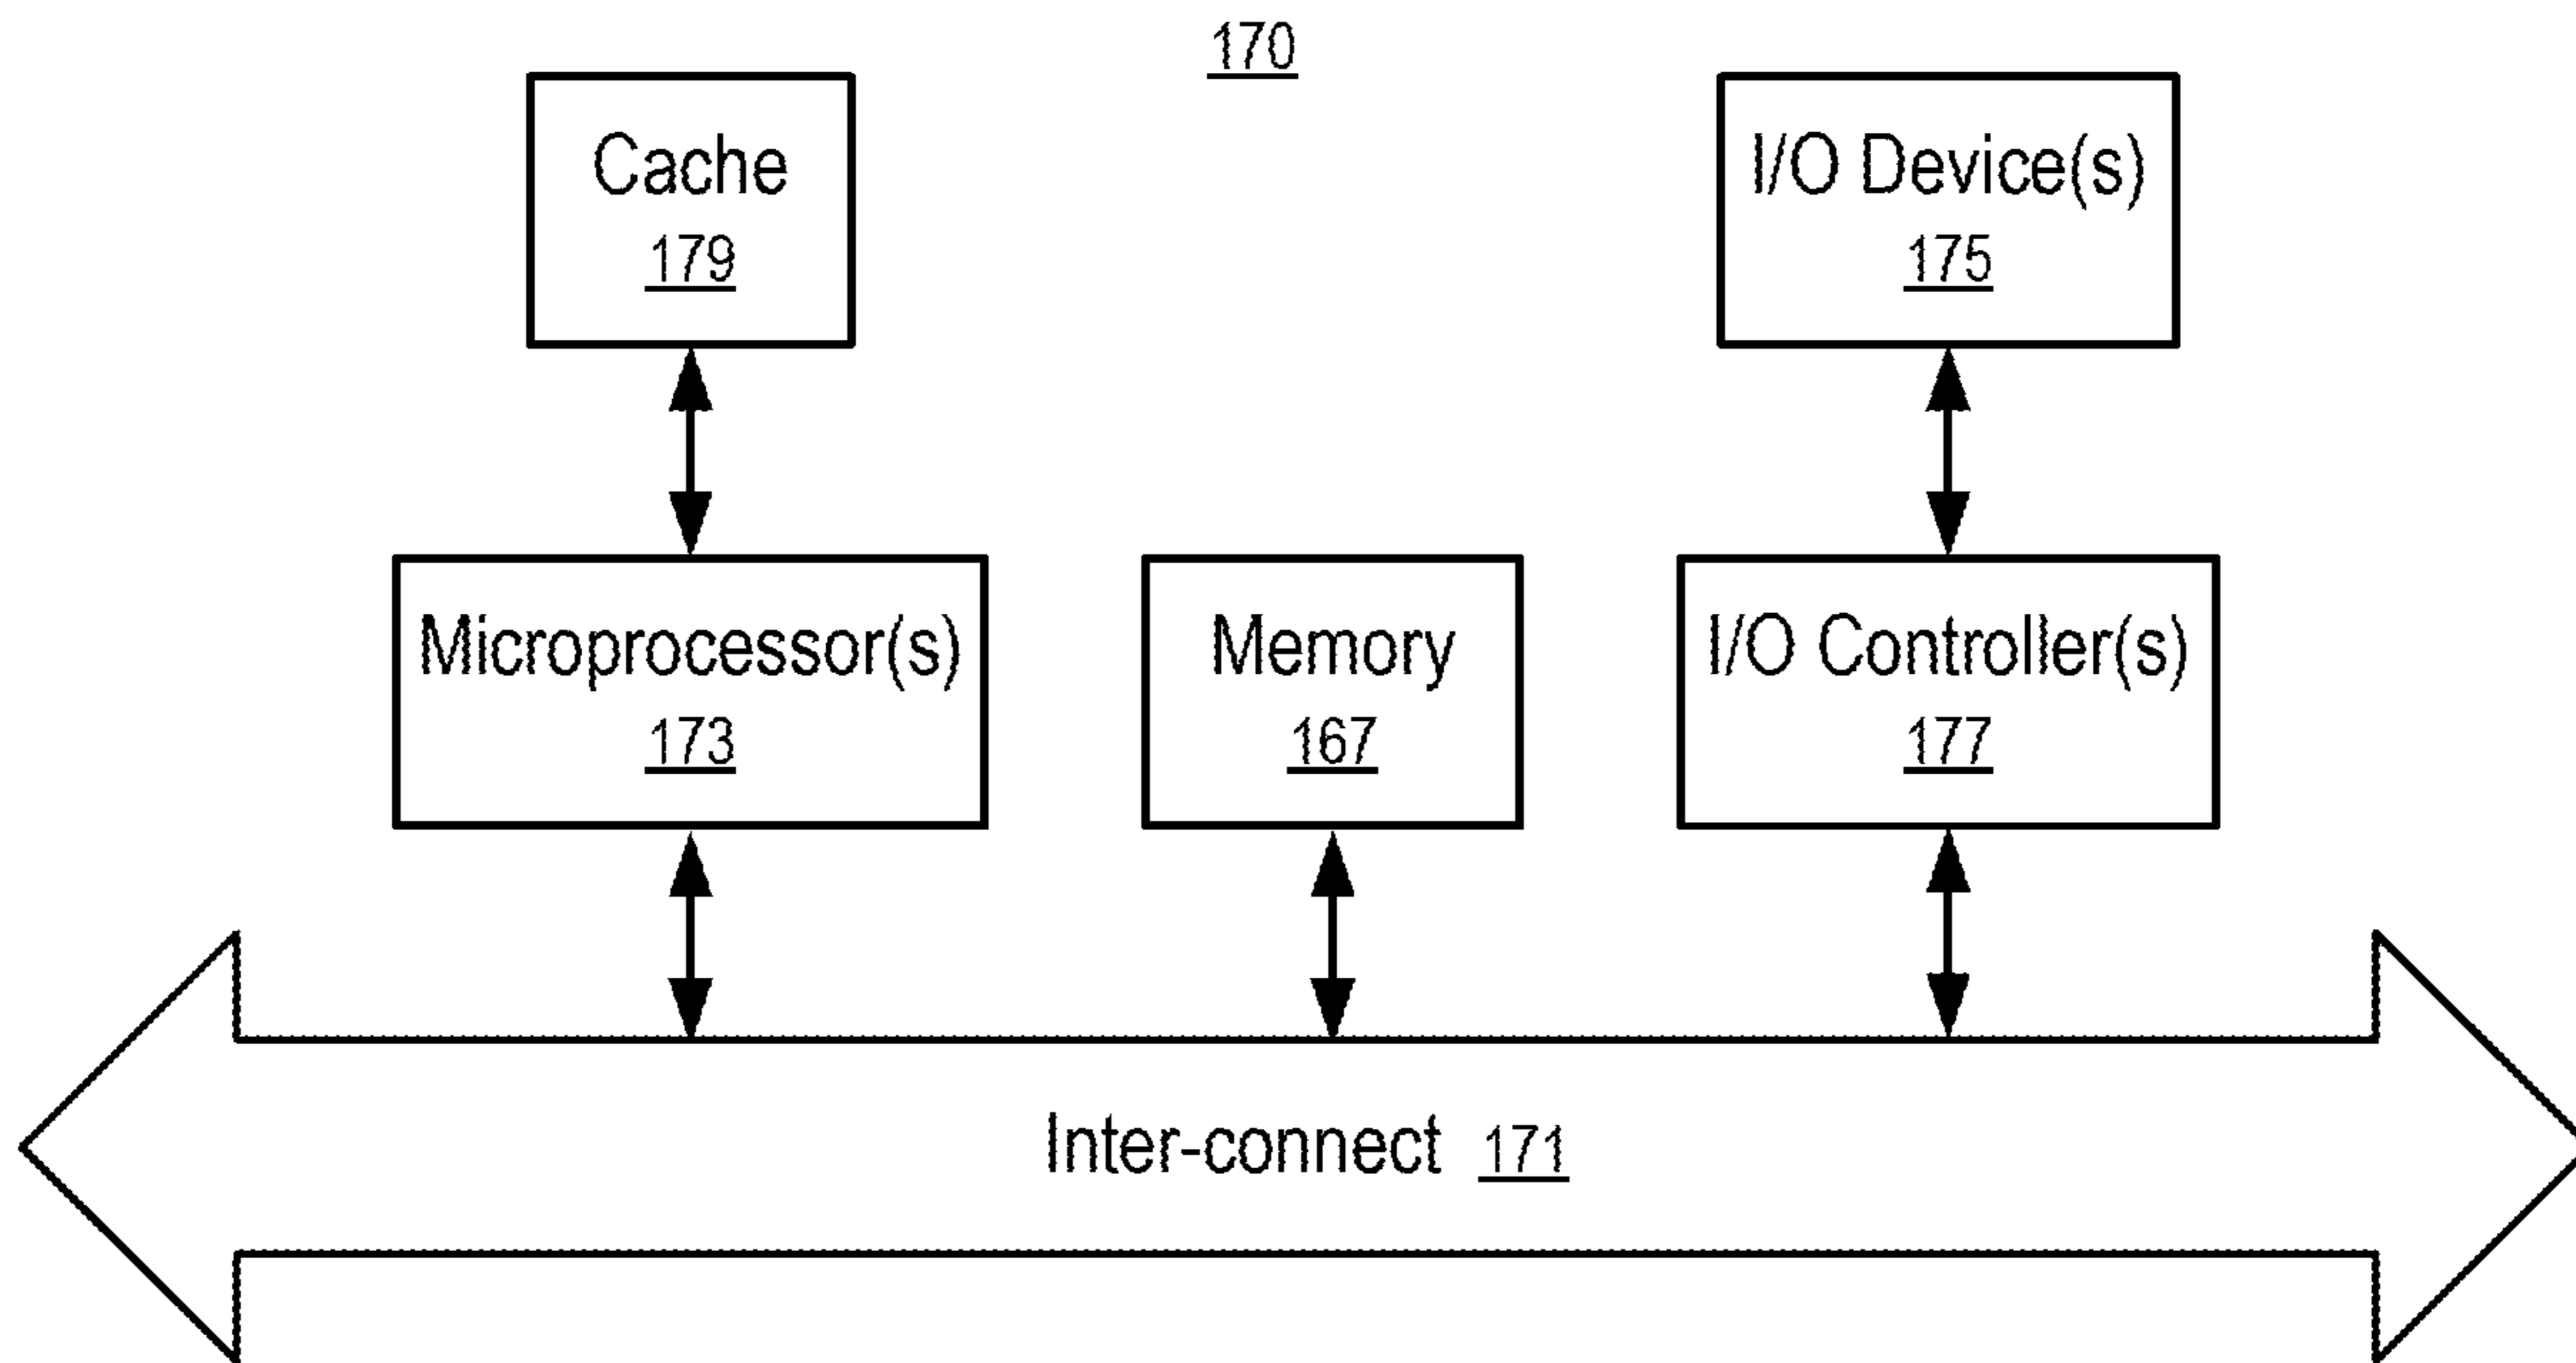 170
Cache
179
I/O Device(s)
175
Microprocessor(s)
173
Memory
167
I/O Controller(s)
177
Inter-connect 171